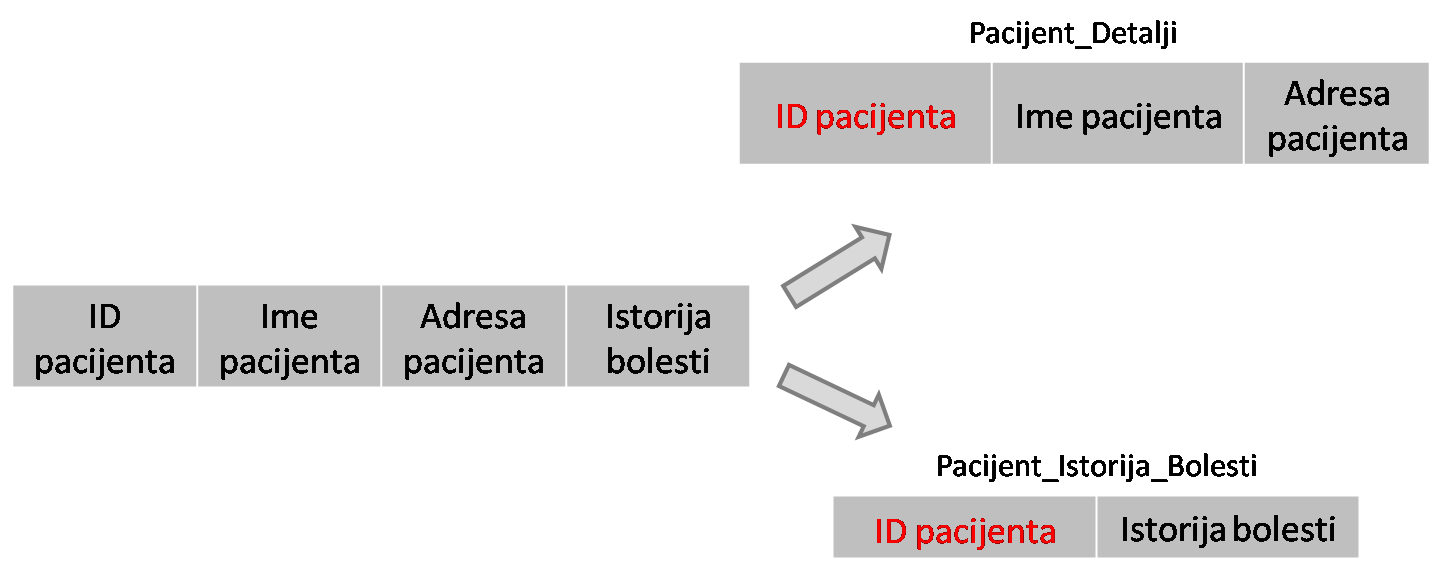 Pacijent_Detalji
ID pacijenta
Ime pacijenta
Adresa
pacijenta
ID
pacijenta
Ime
pacijenta
Adresa
pacijenta
Istorija
bolesti
Pacijent_Istorija_Bolesti
ID pacijenta
Istorija bolesti